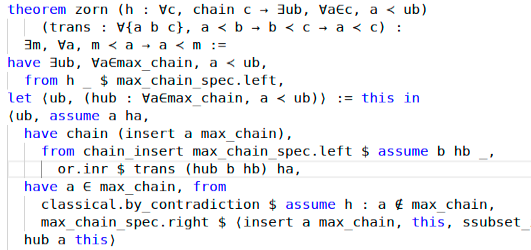 theorem zorn (h : ∀c, chain c → ∃ub, ∀a∈c, a ≺ ub)
(trans : ∀{a b c}, a ≺ b → b ≺ c → a ≺ c) :
∃m, ∀a, m ≺ a → a ≺ m :=
have ∃ub, ∀a∈max_chain, a ≺ ub,
from h _ $ max_chain_spec.left,
let ⟨ub, (hub : ∀a∈max_chain, a ≺ ub)⟩ := this in
⟨ub, assume a ha,
have chain (insert a max_chain),
from chain_insert max_chain_spec.left $ assume b hb _,
or.inr $ trans (hub b hb) ha,
have a ∈ max_chain, from
classical.by_contradiction $ assume h : a ∉ max_chain,
max_chain_spec.right $ ⟨insert a max_chain, this, ssubset_
hub a this⟩